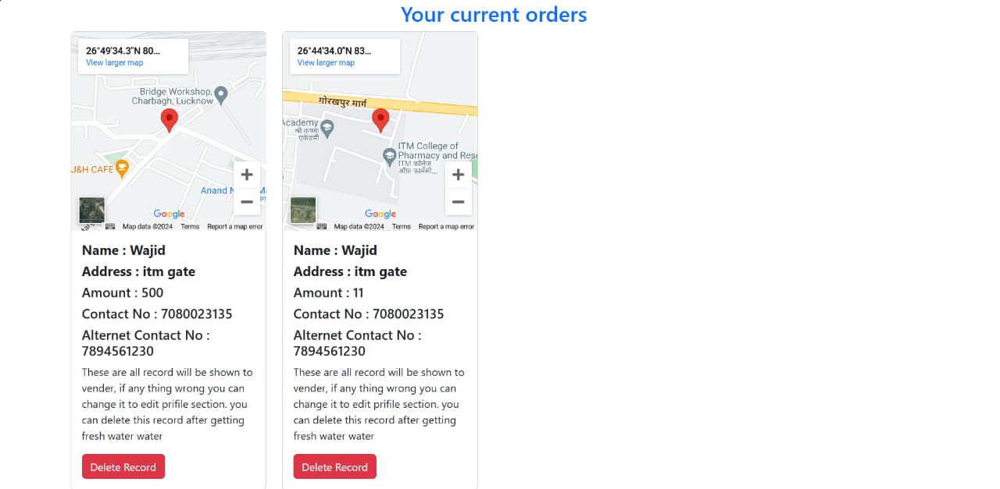 Your current orders
26°49'34.3"N 80...
View larger map
Bridge Workshop,
Charbagh, Lucknow
J&H CAFE
Anand N
Google
Map data ©2024 Terms Report a map error
Name : Wajid
Address : itm gate
Amount : 500
Contact No : 7080023135
Alternet Contact No :
7894561230
These are all record will be shown to
vender, if any thing wrong you can
change it to edit prifile section. you
can delete this record after getting
fresh water water
Delete Record
26°44'34.0"N 83...
View larger map
गोरखपुर मार्ग
Academy
श्री कृष्णा
एकेडमी
ITM College of
Pharmacy and Rese
ITM कॉलेज
ऑफ़ फार्मेसी...
Google
Map data ©2024 Terms Report a map error
Name : Wajid
Address : itm gate
Amount : 11
Contact No : 7080023135
Alternet Contact No :
7894561230
These are all record will be shown to
vender, if any thing wrong you can
change it to edit prifile section. you
can delete this record after getting
fresh water water
Delete Record